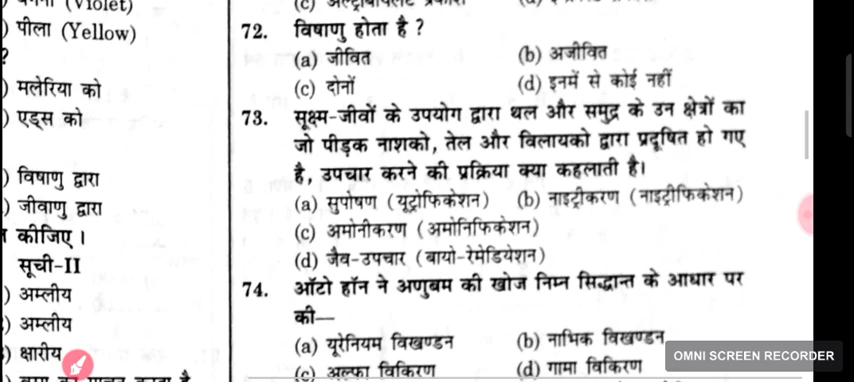 (Violet)
) पीला (Yellow)
?
) मलेरिया को
) एड्स को
) विषाणु द्वारा
) जीवाणु द्वारा
कीजिए ।
सूची-II
) अम्लीय
) अम्लीय
) क्षारीय
72. विषाणु होता है ?
(a) जीवित (b) अजीवित
(c) दोनों (d) इनमें से कोई नहीं
73. सूक्ष्म-जीवों के उपयोग द्वारा थल और समुद्र के उन क्षेत्रों का
जो पीड़क नाशको, तेल और विलायको द्वारा प्रदूषित हो गए
है, उपचार करने की प्रक्रिया क्या कहलाती है।
(a) सुपोषण (यूट्रोफिकेशन) (b) नाइट्रीकरण (नाइट्रीफिकेशन)
(c) अमोनीकरण (अमोनिफिकेशन)
(d) जैव-उपचार (बायो-रेमेडियेशन)
74. ऑटो हॉन ने अणुबम की खोज निम्न सिद्धान्त के आधार पर
की—
(a) यूरेनियम विखण्डन (b) नाभिक विखण्डन
(c) अल्फा विकिरण (d) गामा विकिरण
OMNI SCREEN RECORDER